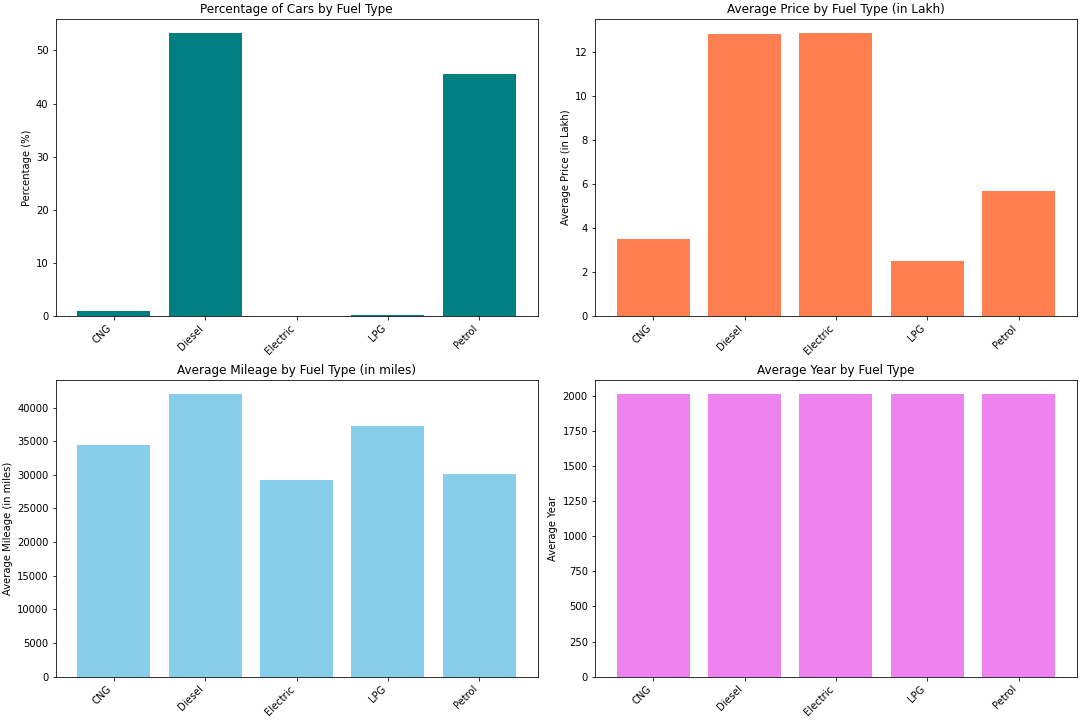 Percentage of Cars by Fuel Type
Percentage (%)
50
40
30
20
10
0
CNG
Diesel
Electric
LPG
Petrol
Average Price by Fuel Type (in Lakh)
Average Price (in Lakh)
12
10
8
6
4
2
0
CNG
Diesel
Electric
LPG
Petrol
Average Mileage by Fuel Type (in miles)
Average Mileage (in miles)
40000
35000
30000
25000
20000
15000
10000
5000
0
CNG
Diesel
Electric
LPG
Petrol
Average Year by Fuel Type
Average Year
2000
1750
1500
1250
1000
750
500
250
0
CNG
Diesel
Electric
LPG
Petrol